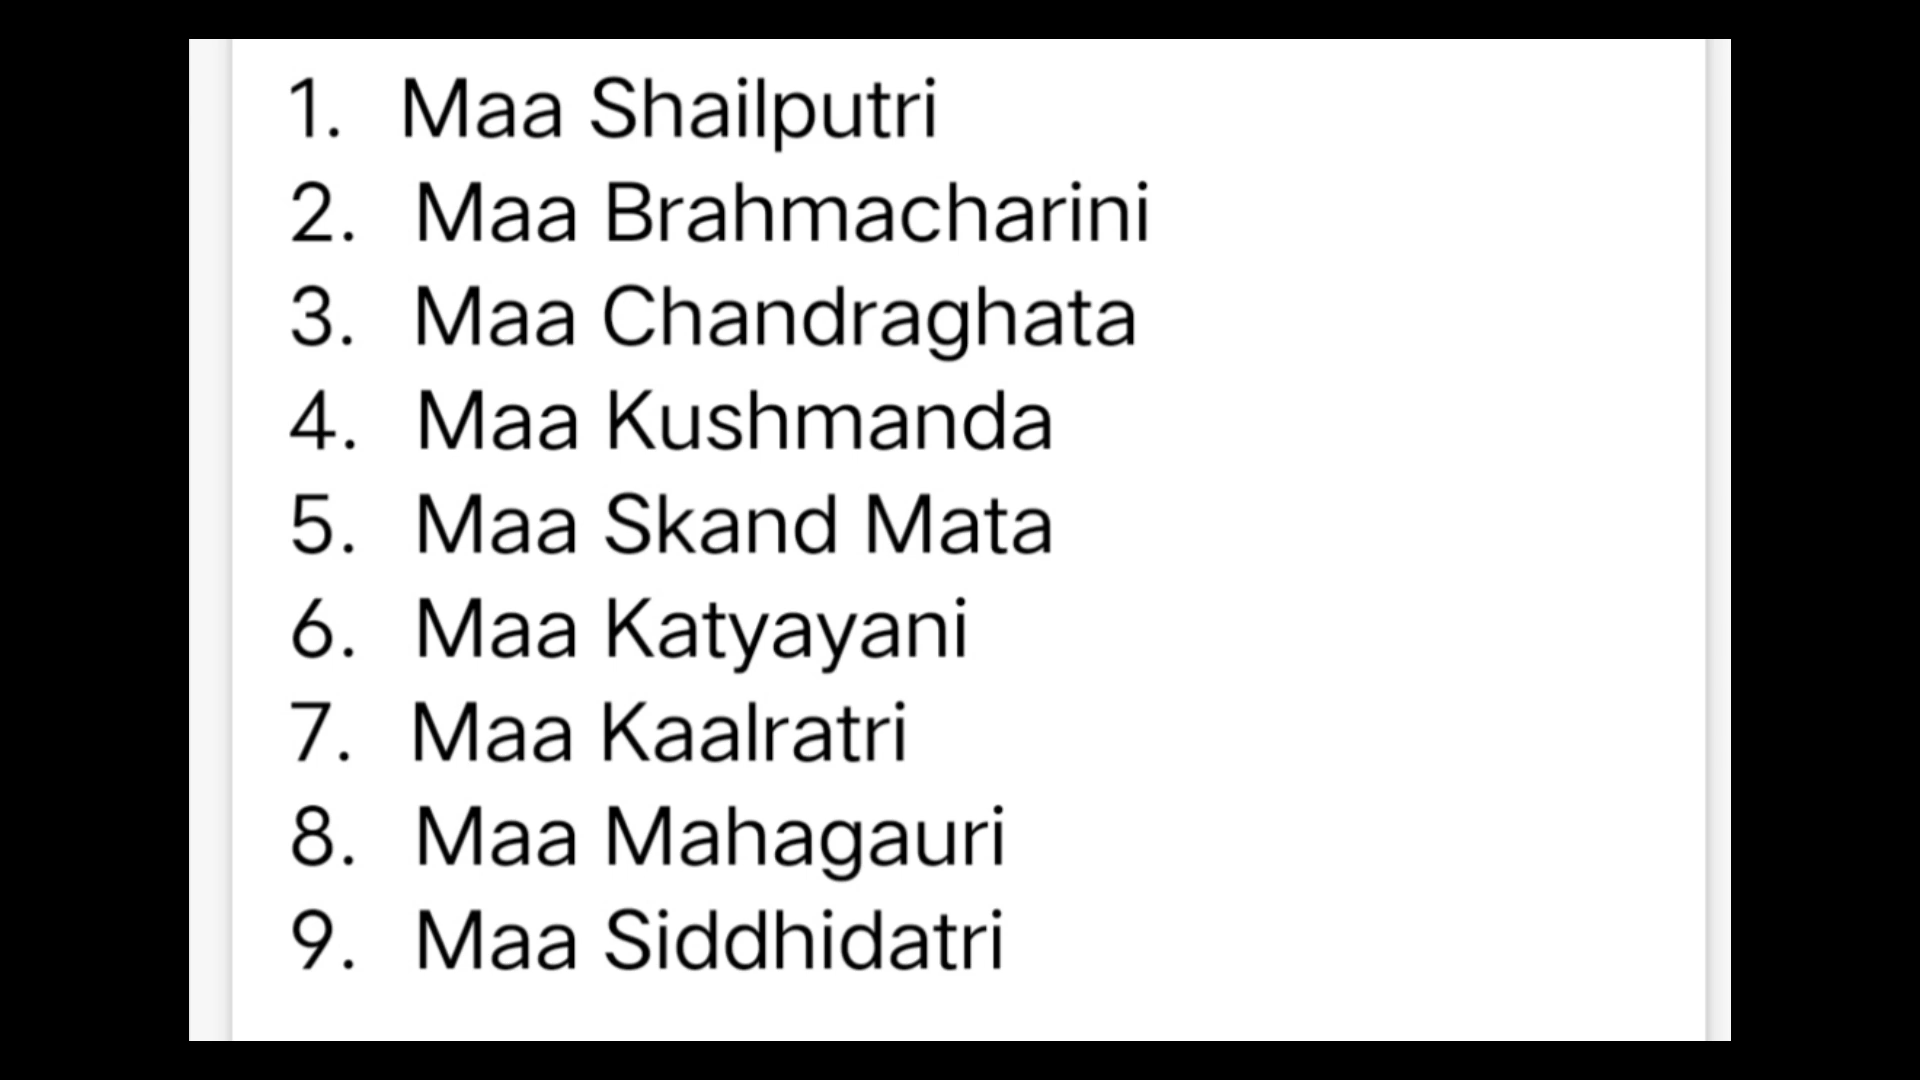 1. Maa Shailputri
2. Maa Brahmacharini
3. Maa Chandraghata
4. Maa Kushmanda
5. Maa Skand Mata
6. Maa Katyayani
7. Maa Kaalratri
8. Maa Mahagauri
9. Maa Siddhidatri